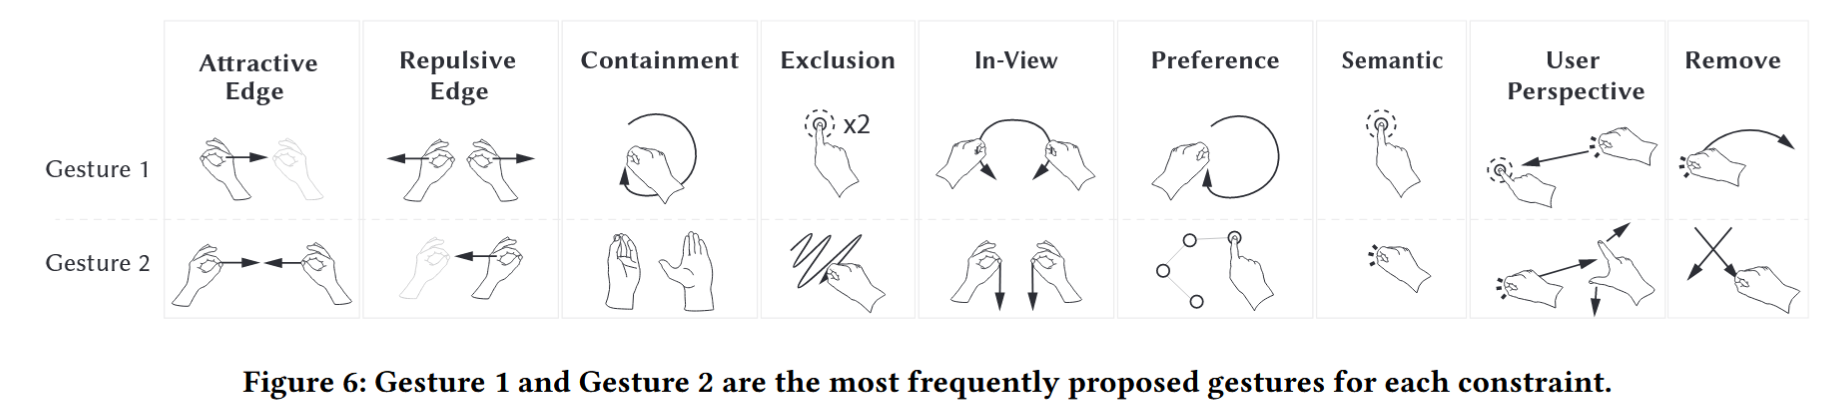 Attractive
Edge
Repulsive
Edge
Containment
Exclusion
In-View
Preference
Semantic
User
Perspective
Remove
Gesture 1
x2
Gesture 2
Figure 6: Gesture 1 and Gesture 2 are the most frequently proposed gestures for each constraint.